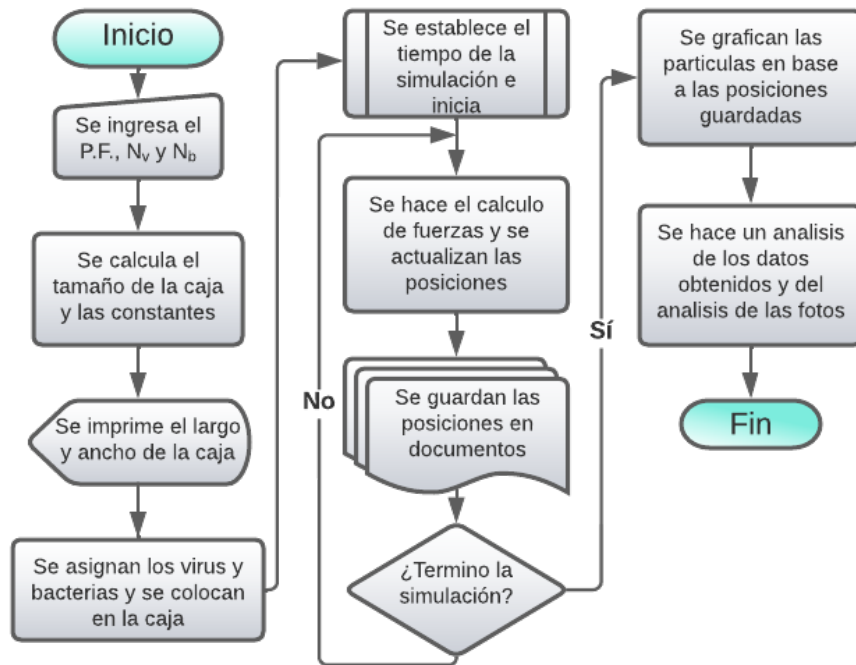 Inicio
Se ingresa el
P.F., Nᵥ y N_b
Se calcula el
tamaño de la caja
y las constantes
Se imprime el largo
y ancho de la caja
Se asignan los virus y
bacterias y se colocan
en la caja
Se establece el
tiempo de la
simulación e
inicia
Se hace el calculo
de fuerzas y se
actualizan las
posiciones
Se guardan las
posiciones en
documentos
¿Termino la
simulación?
No
Sí
Se grafican las
particulas en base
a las posiciones
guardadas
Se hace un analisis
de los datos
obtenidos y del
analisis de las fotos
Fin